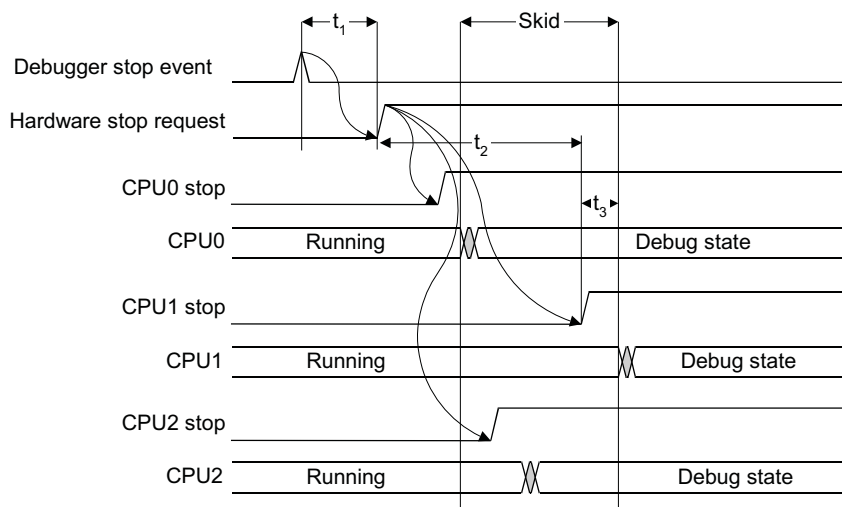 t1
Skid
Debugger stop event
Hardware stop request
t2
CPU0 stop
t3
CPU0
Running
Debug state
CPU1 stop
CPU1
Running
Debug state
CPU2 stop
CPU2
Running
Debug state